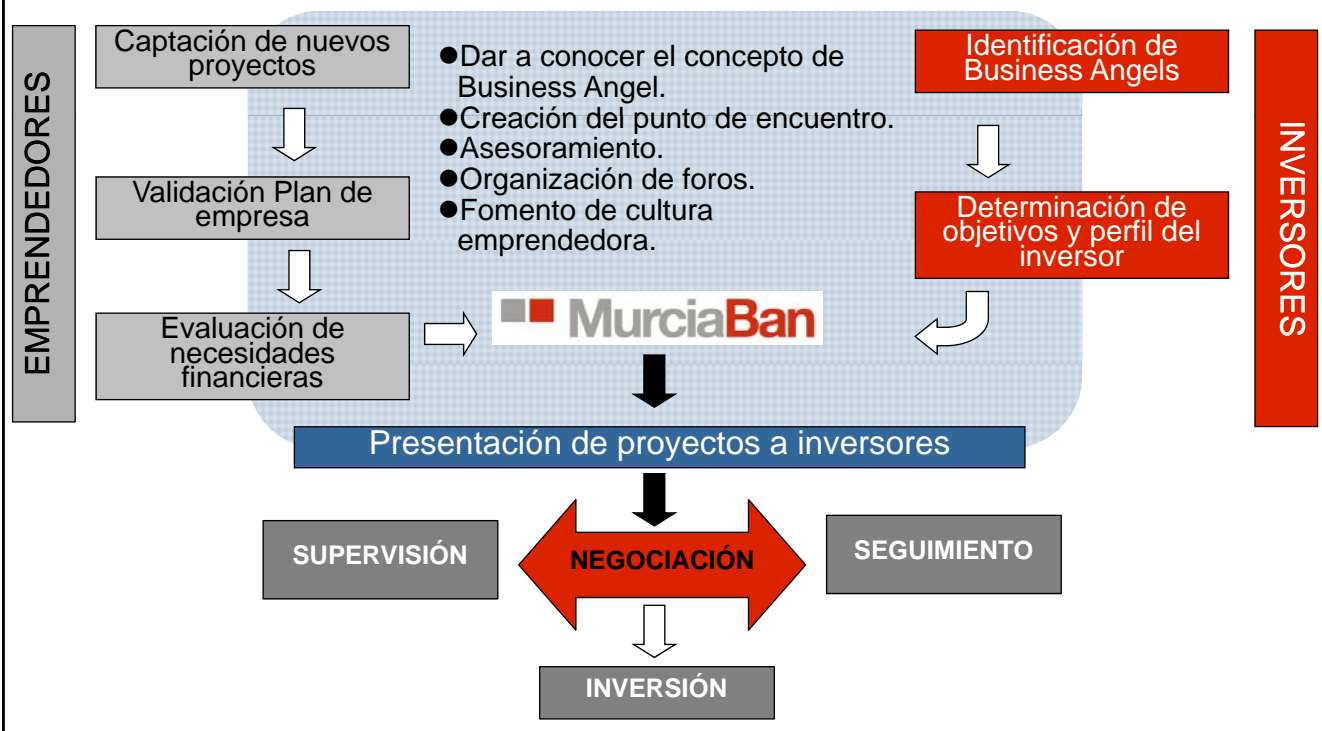 EMPRENDEDORES
Captación de nuevos
proyectos
Validación Plan de
empresa
Evaluación de
necesidades
financieras
●Dar a conocer el concepto de
Business Angel.
●Creación del punto de encuentro.
●Asesoramiento.
●Organización de foros.
●Fomento de cultura
emprendedora.
MurciaBan
Identificación de
Business Angels
Determinación de
objetivos y perfil del
inversor
INVERSORES
Presentación de proyectos a inversores
SUPERVISIÓN
NEGOCIACIÓN
SEGUIMIENTO
INVERSIÓN